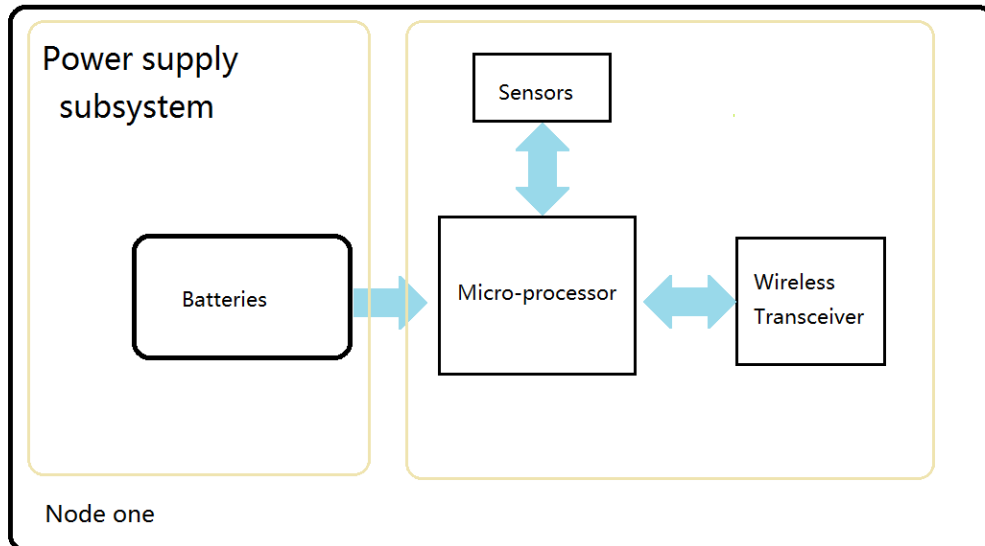 Power supply
subsystem
Sensors
Batteries
Micro-processor
Wireless
Transceiver
Node one